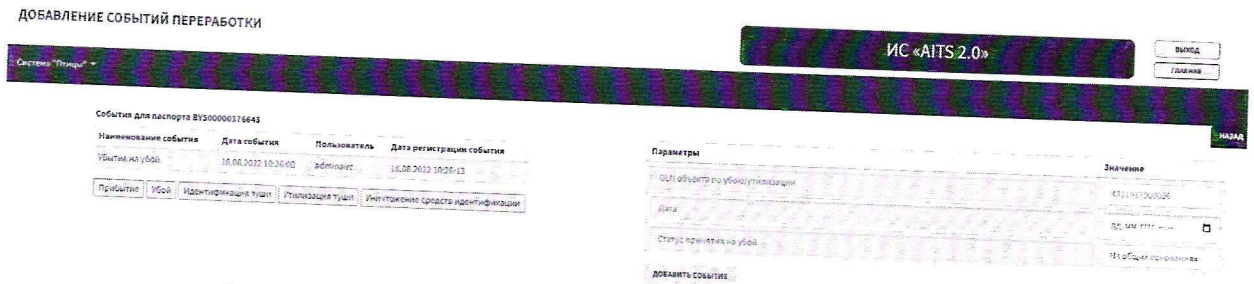 ДОБАВЛЕНИЕ СОБЫТИЙ ПЕРЕРАБОТКИ
ИС «AITS 2.0»
ВЫХОД
ГЛАВНАЯ
Система "Птицы"
НАЗАД
События для паспорта BY500000376643
Наименование события Дата события Пользователь Дата регистрации события
Убытие на убой 18.08.2022 10:26:00 18.08.2022 10:26:13
Прибытие Убой Идентификация туши Утилизация туши Уничтожение средств идентификации
Параметры Значение
GLN объекта по убою/утилизации
Дата
Статус принятия на убой На общих основаниях
ДОБАВИТЬ СОБЫТИЕ